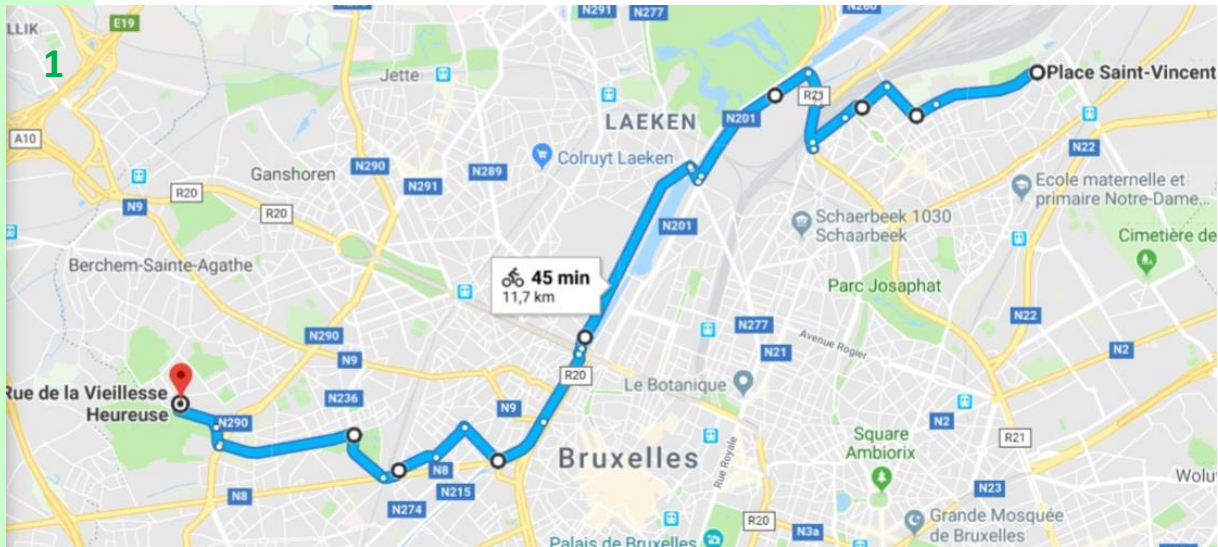 LLIK
E19
N291
N277
N260
1
Jette
R21
Place Saint-Vincent
LAEKEN
N201
A10
N290
N289
Colruyt Laeken
N22
Ganshoren
N291
R20
N9
R20
Ecole maternelle et
primaire Notre-Dame...
N201
Schaerbeek 1030
Schaarbeek
Cimetière de
Berchem-Sainte-Agathe
45 min
11,7 km
Parc Josaphat
N290
N277
N22
N9
N21
Avenue Rogier
N2
R20
Le Botanique
Rue de la Vieillesse
Heureuse
N236
N9
N290
N2
Bruxelles
Rue Royale
Square
Ambiorix
R21
N8
N8
N215
N23
Wolu
N274
R20
N3a
Grande Mosquée
de Bruxelles
Palais de Bruxelles